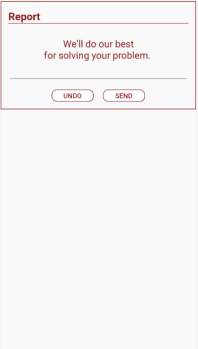 Report
We'll do our best
for solving your problem.
UNDO
SEND